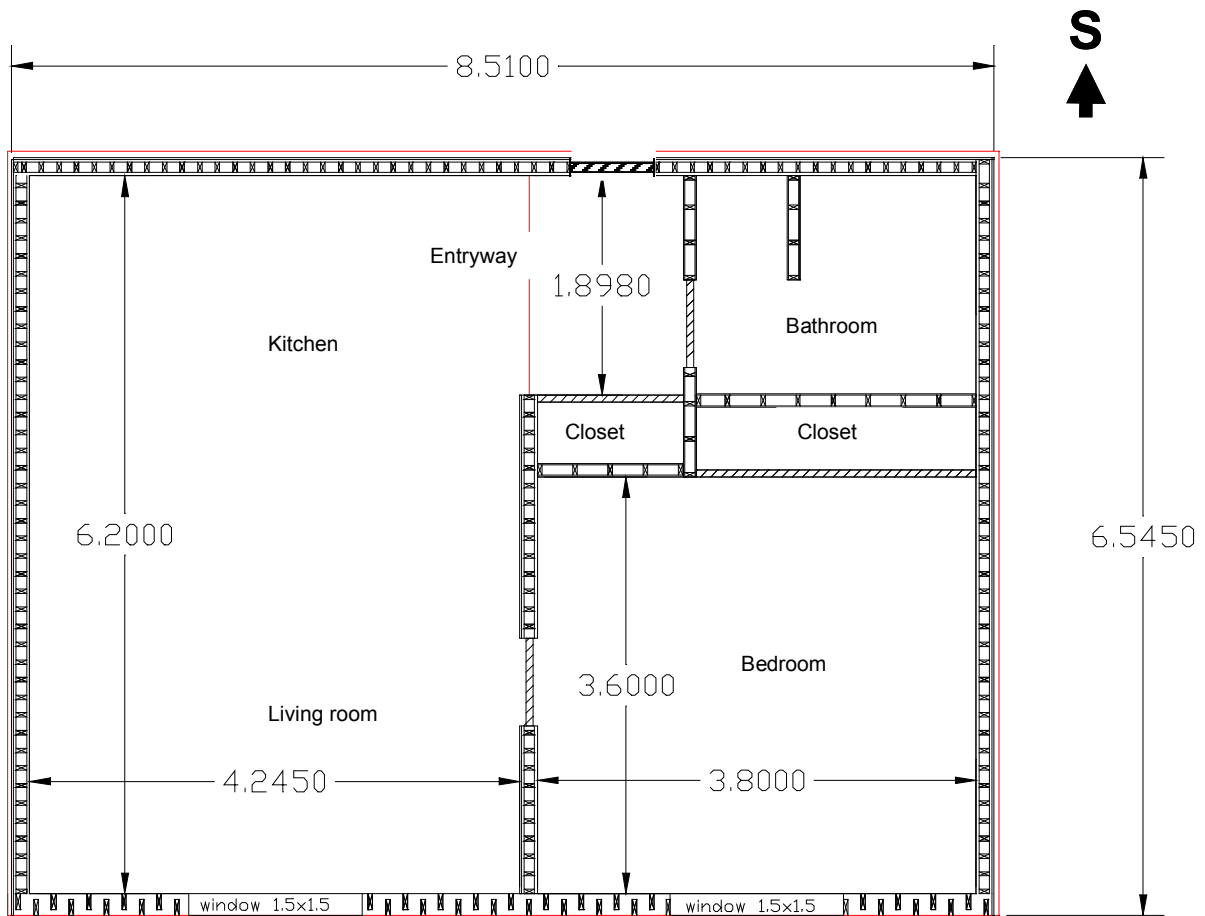 S
8.5100
Entryway
1.8980
Kitchen
Bathroom
Closet
Closet
6.2000
6.5450
Bedroom
3.6000
Living room
4.2450
3.8000
window 1.5x1.5
window 1.5x1.5